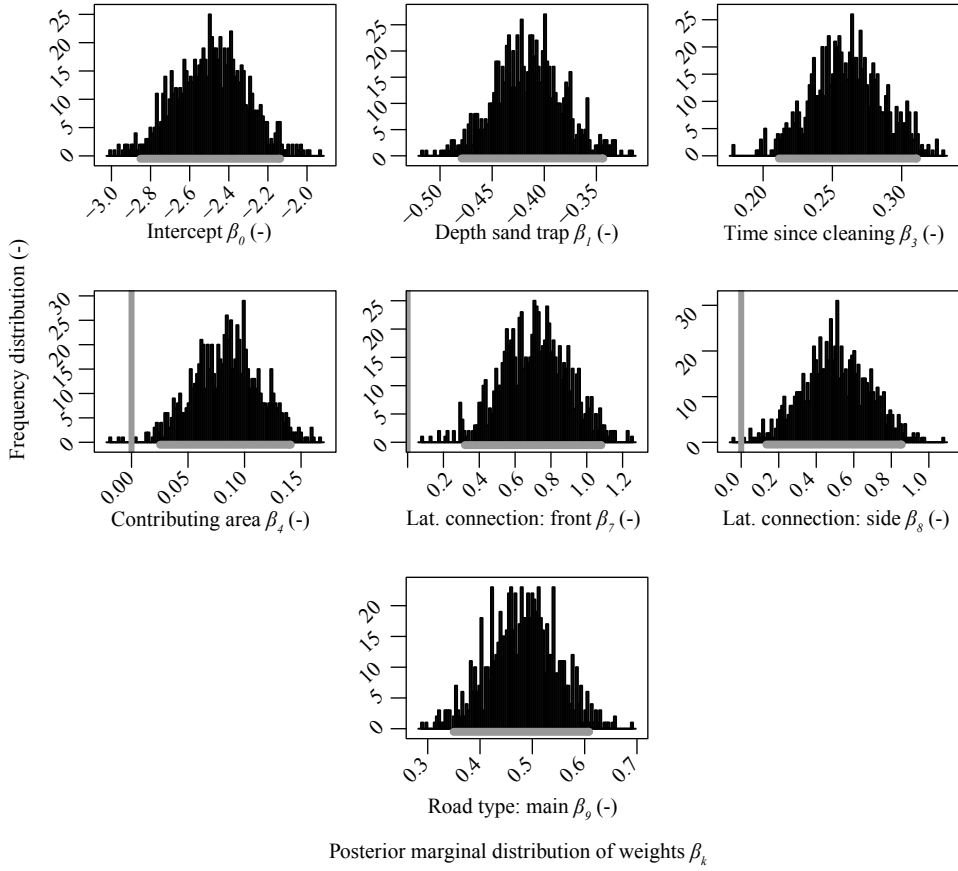 0 5 10 15 20 25
−3.0 −2.8 −2.6 −2.4 −2.2 −2.0
Intercept β0 (-)
0 5 10 15 20 25
−0.50 −0.45 −0.40 −0.35
Depth sand trap β1 (-)
0 5 10 15 20 25
0.20 0.25 0.30
Time since cleaning β3 (-)
Frequency distribution (-)
0 5 10 15 20 25 30
0.00 0.05 0.10 0.15
Contributing area β4 (-)
0 5 10 15 20 25
0.2 0.4 0.6 0.8 1.0 1.2
Lat. connection: front β7 (-)
0 10 20 30
0.0 0.2 0.4 0.6 0.8 1.0
Lat. connection: side β8 (-)
0 5 10 15 20
0.3 0.4 0.5 0.6 0.7
Road type: main β9 (-)
Posterior marginal distribution of weights βk